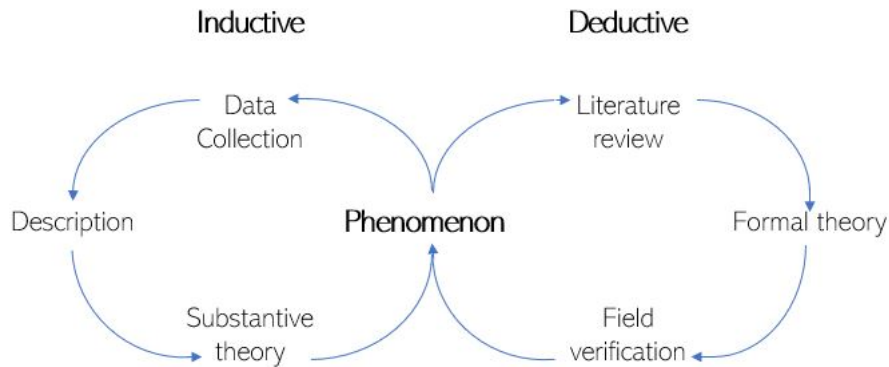 Inductive
Deductive
Data
Collection
Literature
review
Description
Phenomenon
Formal theory
Substantive
theory
Field
verification